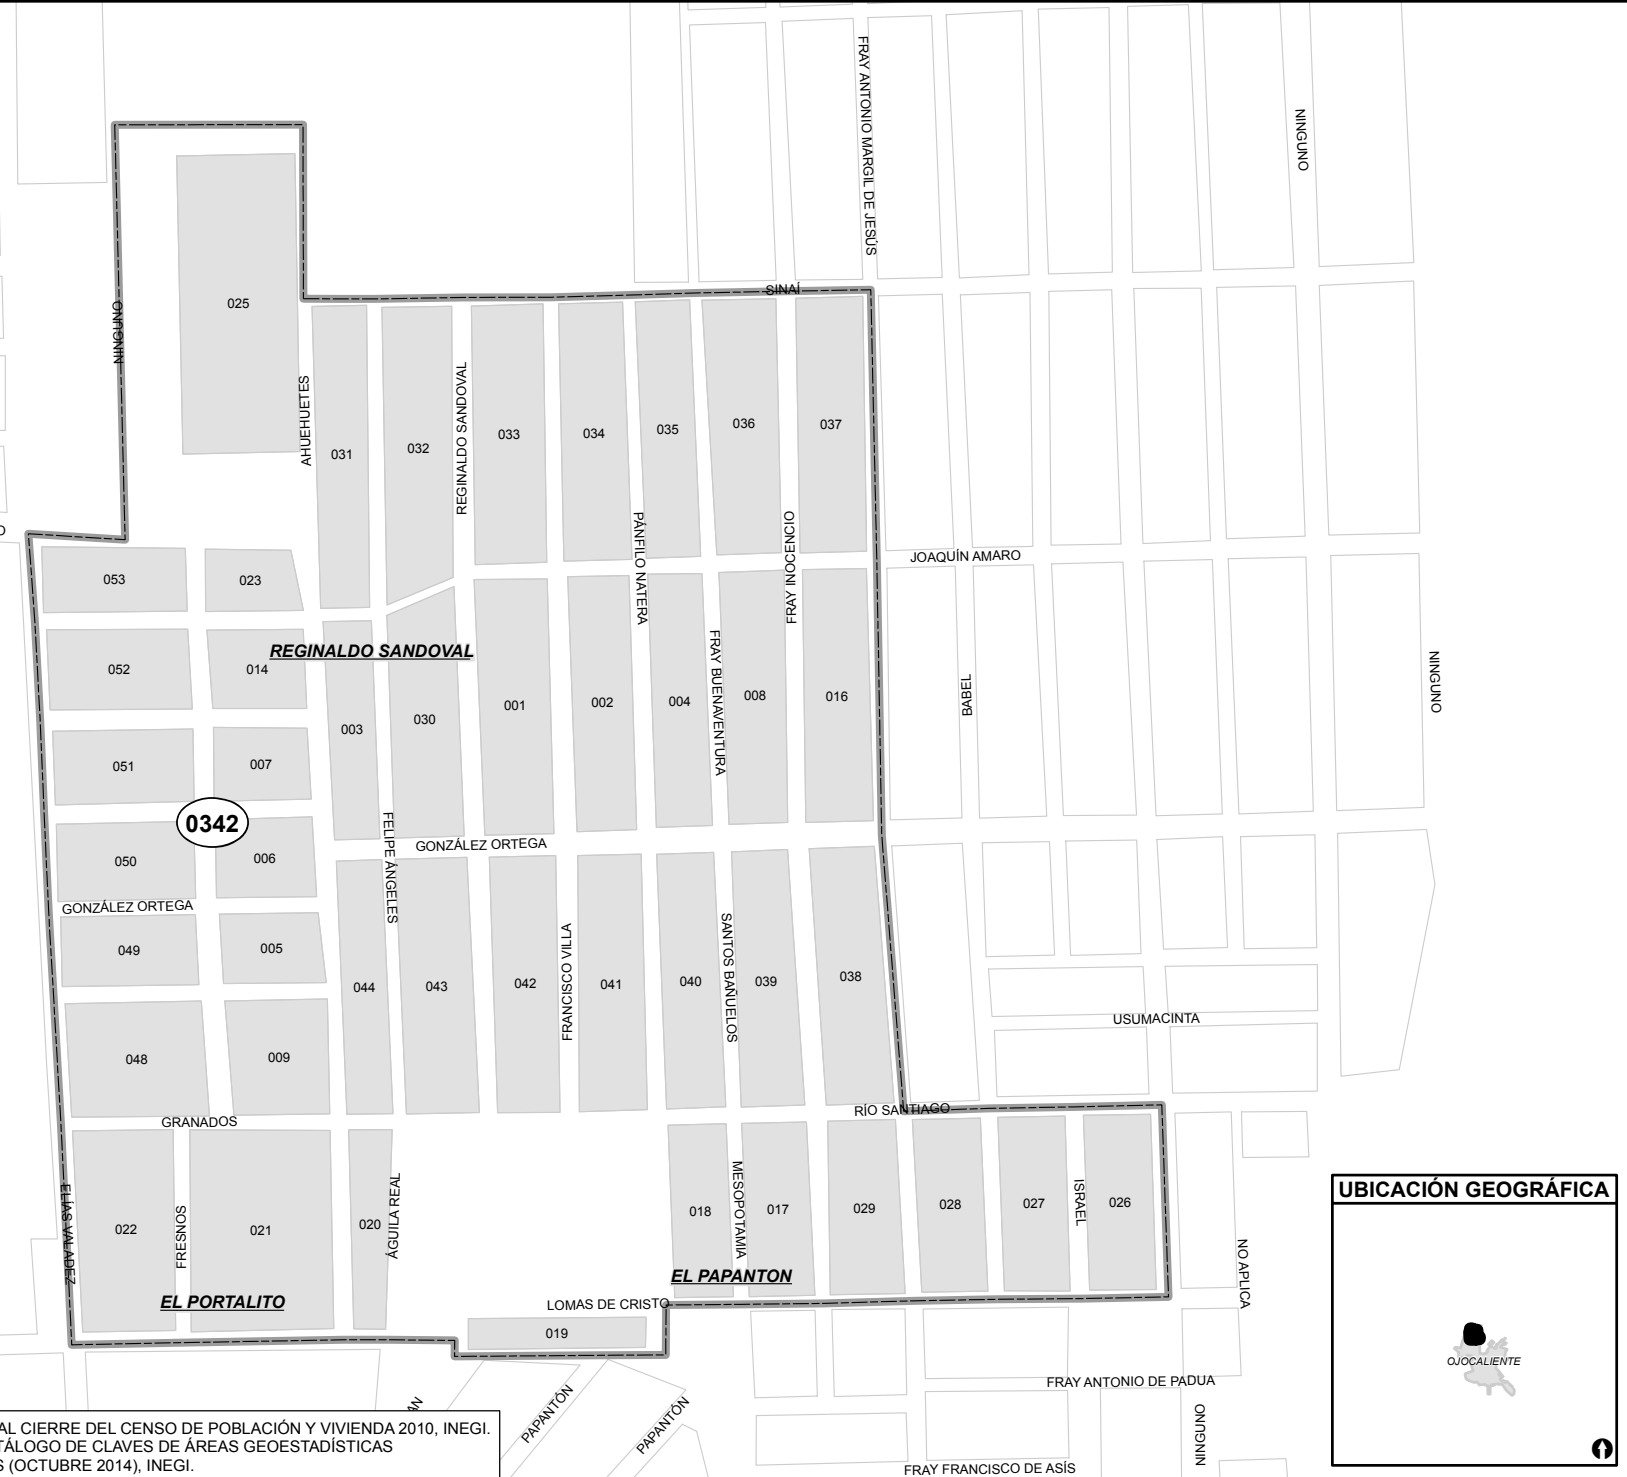 FRAY ANTONIO MARGIL DE JESÚS
NINGUNO
SINAÍ
NINGUNO
025
AHUEHUETES
031
032
REGINALDO SANDOVAL
033
034
035
036
037
PÁNFILO NATERA
FRAY INOCENCIO
JOAQUÍN AMARO
053
023
REGINALDO SANDOVAL
052
014
003
030
001
002
004
FRAY BUENAVENTURA
008
016
BABEL
NINGUNO
051
007
0342
050
006
FELIPE ÁNGELES
GONZÁLEZ ORTEGA
GONZÁLEZ ORTEGA
049
005
044
043
042
FRANCISCO VILLA
041
040
SANTOS BAÑUELOS
039
038
USUMACINTA
048
009
GRANADOS
RÍO SANTIAGO
ELÍAS VALADEZ
022
FRESNOS
021
020
ÁGUILA REAL
018
MESOPOTAMIA
017
029
028
027
ISRAEL
026
NO APLICA
EL PORTALITO
EL PAPANTON
LOMAS DE CRISTO
019
PAPANTÓN
PAPANTÓN
FRAY ANTONIO DE PADUA
NINGUNO
FRAY FRANCISCO DE ASÍS
UBICACIÓN GEOGRÁFICA
OJOCALIENTE
AL CIERRE DEL CENSO DE POBLACIÓN Y VIVIENDA 2010, INEGI.
TÁLOGO DE CLAVES DE ÁREAS GEOESTADÍSTICAS
S (OCTUBRE 2014), INEGI.